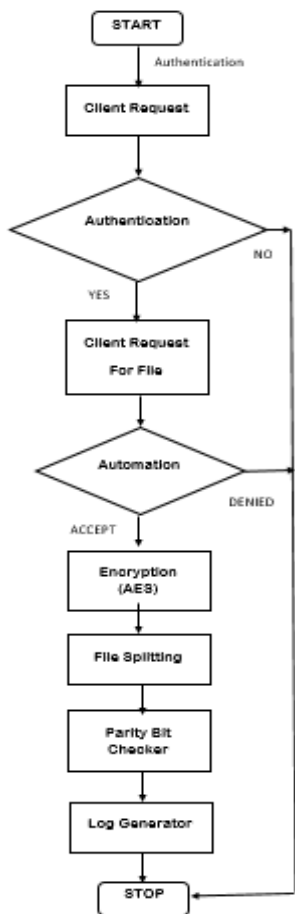 START
Authentication
Client Request
Authentication
NO
YES
Client Request
For File
Automation
DENIED
ACCEPT
Encryption
(AES)
File Splitting
Parity Bit
Checker
Log Generator
STOP